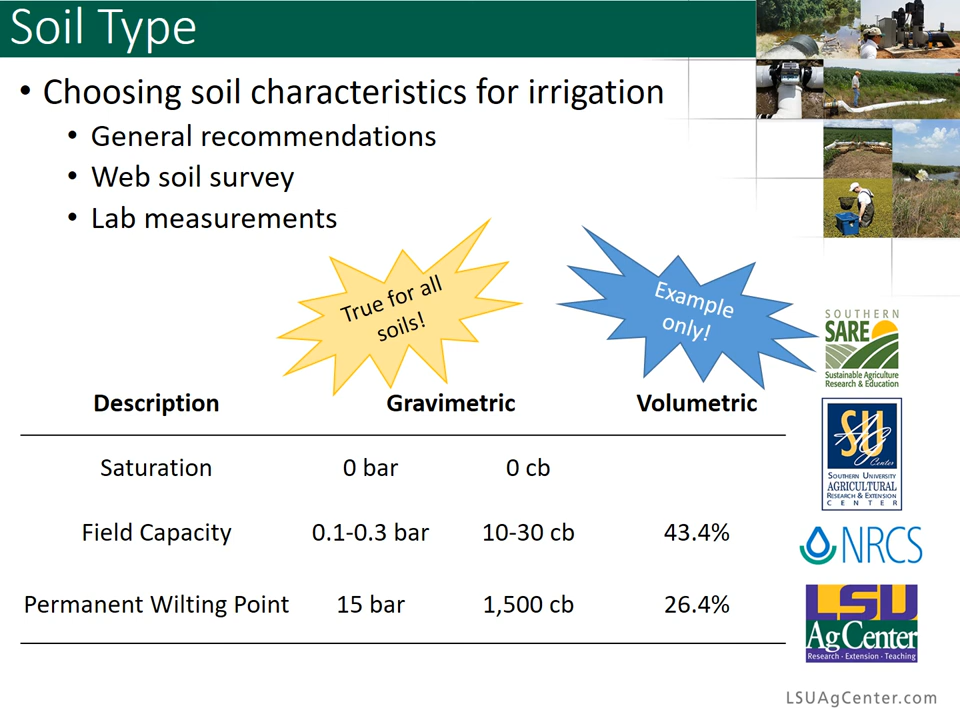 Soil Type
• Choosing soil characteristics for irrigation
• General recommendations
• Web soil survey
• Lab measurements
True for all
soils!
Example
only!
SOUTHERN
SARE
Sustainable Agriculture
Research & Education
Description Gravimetric Volumetric
Saturation 0 bar 0 cb
Field Capacity 0.1-0.3 bar 10-30 cb 43.4%
Permanent Wilting Point 15 bar 1,500 cb 26.4%
SU
Ag
Center
SOUTHERN UNIVERSITY
AGRICULTURAL
RESEARCH & EXTENSION
CENTER
NRCS
LSU
AgCenter
Research · Extension · Teaching
LSUAgCenter.com